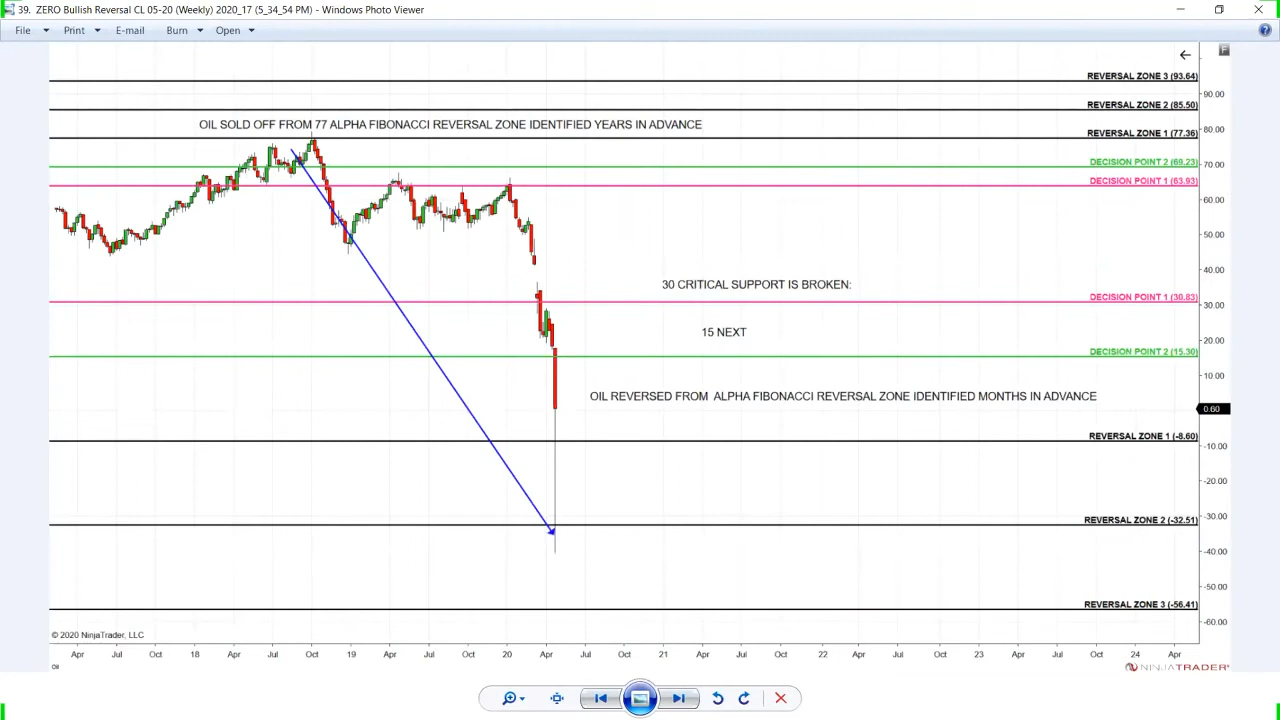 39. ZERO Bullish Reversal CL 05-20 (Weekly) 2020_17 (5_34_54 PM) - Windows Photo Viewer
File Print E-mail Burn Open
F
REVERSAL ZONE 3 (93.64)
90.00
REVERSAL ZONE 2 (85.50)
OIL SOLD OFF FROM 77 ALPHA FIBONACCI REVERSAL ZONE IDENTIFIED YEARS IN ADVANCE
80.00
REVERSAL ZONE 1 (77.36)
DECISION POINT 2 (69.23)
70.00
DECISION POINT 1 (63.93)
60.00
50.00
40.00
30 CRITICAL SUPPORT IS BROKEN:
DECISION POINT 1 (30.83)
30.00
15 NEXT
20.00
DECISION POINT 2 (15.30)
10.00
OIL REVERSED FROM ALPHA FIBONACCI REVERSAL ZONE IDENTIFIED MONTHS IN ADVANCE
0.60
REVERSAL ZONE 1 (-8.60)
-10.00
-20.00
-30.00
REVERSAL ZONE 2 (-32.51)
-40.00
-50.00
REVERSAL ZONE 3 (-56.41)
-60.00
© 2020 NinjaTrader, LLC
Apr Jul Oct 18 Apr Jul Oct 19 Apr Jul Oct 20 Apr Jul Oct 21 Apr Jul Oct 22 Apr Jul Oct 23 Apr Jul Oct 24 Apr
Oil
NINJATRADER